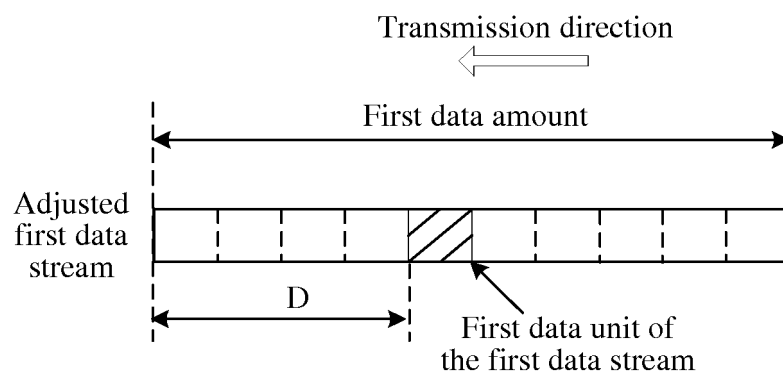 Transmission direction
First data amount
Adjusted
first data
stream
D
First data unit of
the first data stream